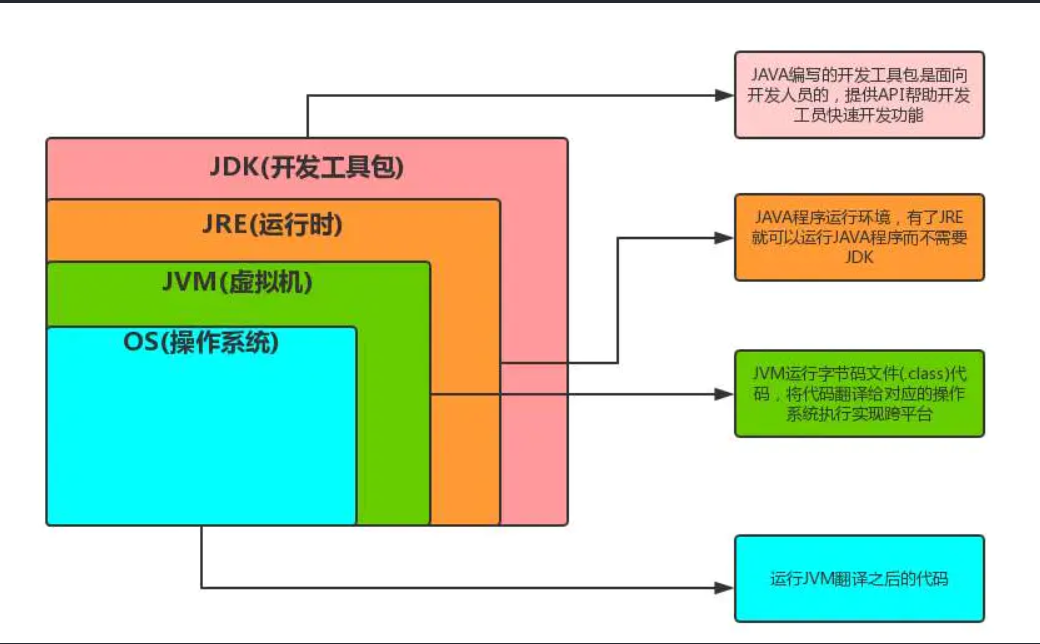 JAVA编写的开发工具包是面向
开发人员的，提供API帮助开发
工员快速开发功能
JDK(开发工具包)
JRE(运行时)
JAVA程序运行环境，有了JRE
就可以运行JAVA程序而不需要
JDK
JVM(虚拟机)
OS(操作系统)
JVM运行字节码文件(.class)代
码，将代码翻译给对应的操作
系统执行实现跨平台
运行JVM翻译之后的代码